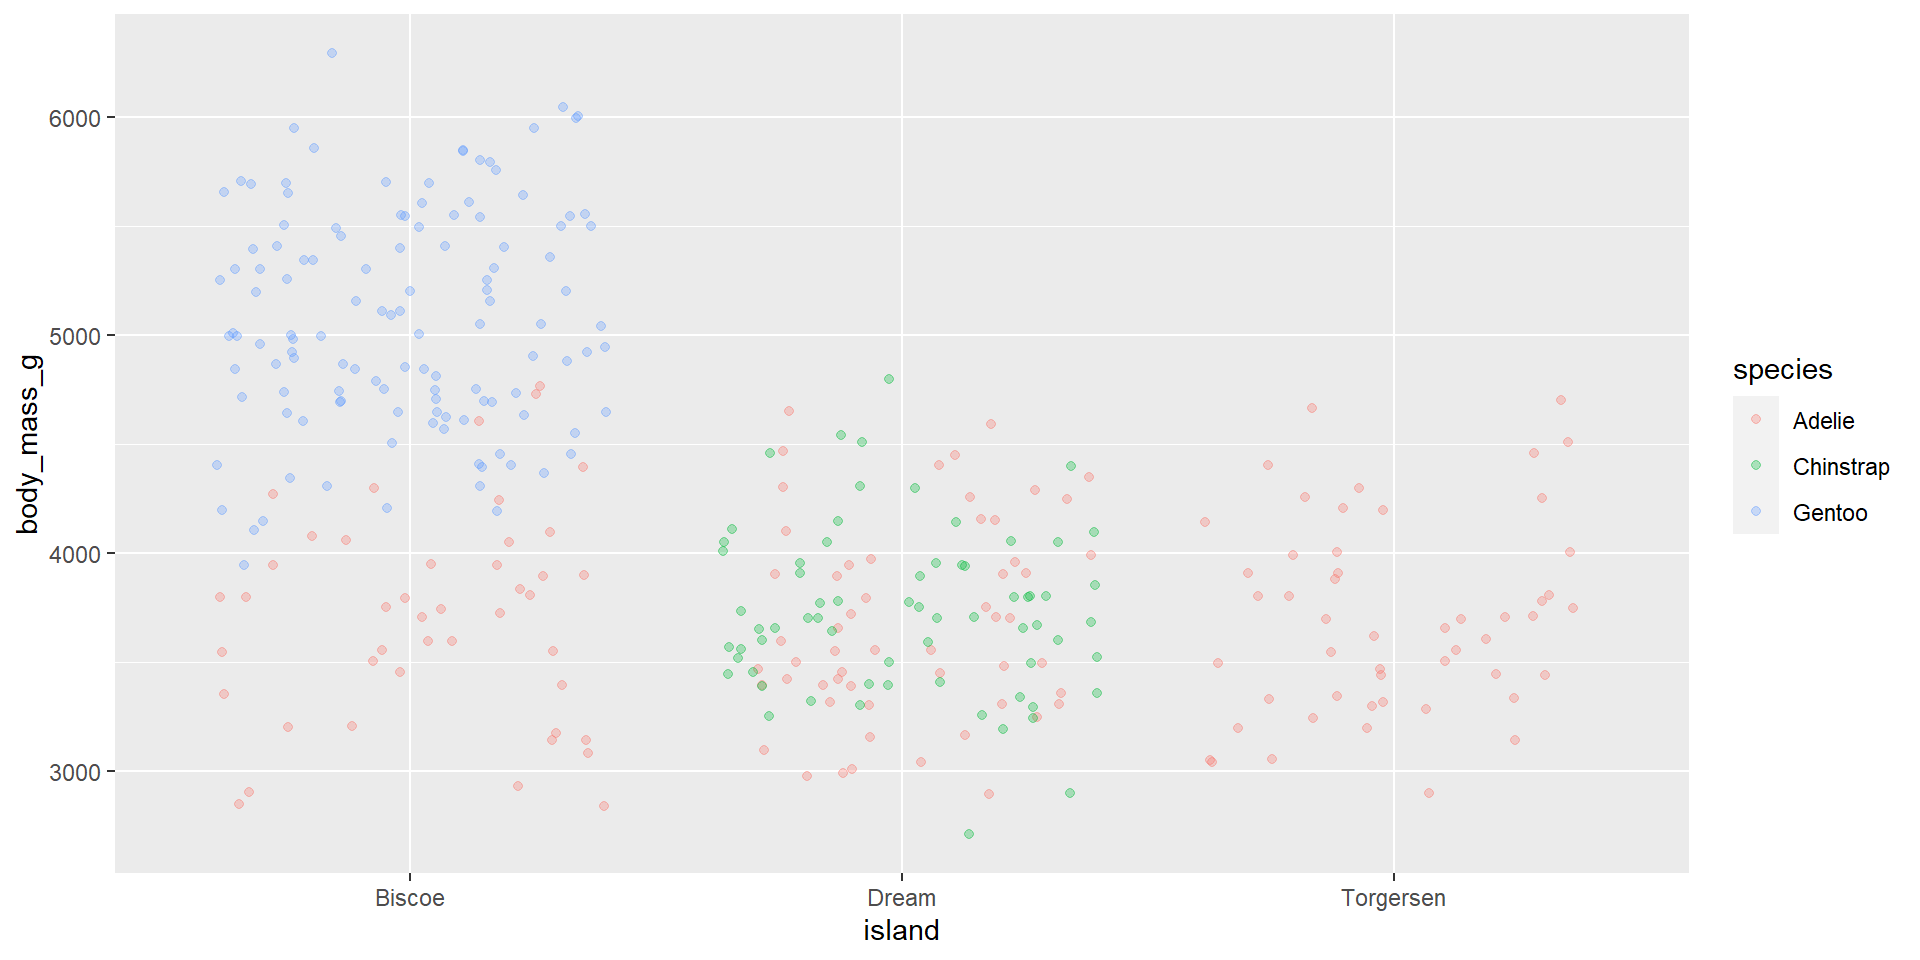 body_mass_g
6000
5000
4000
3000
Biscoe Dream Torgersen
island
species
Adelie
Chinstrap
Gentoo